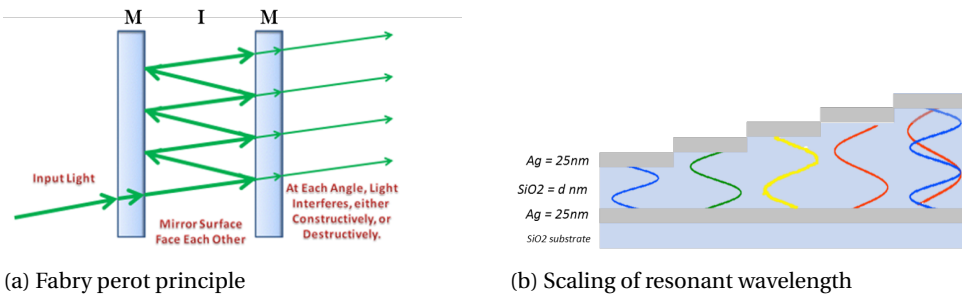 M I M
Input Light
Mirror Surface
Face Each Other
At Each Angle, Light
Interferes, either
Constructively, or
Destructively.
(a) Fabry perot principle
Ag = 25nm
SiO2 = d nm
Ag = 25nm
SiO2 substrate
(b) Scaling of resonant wavelength